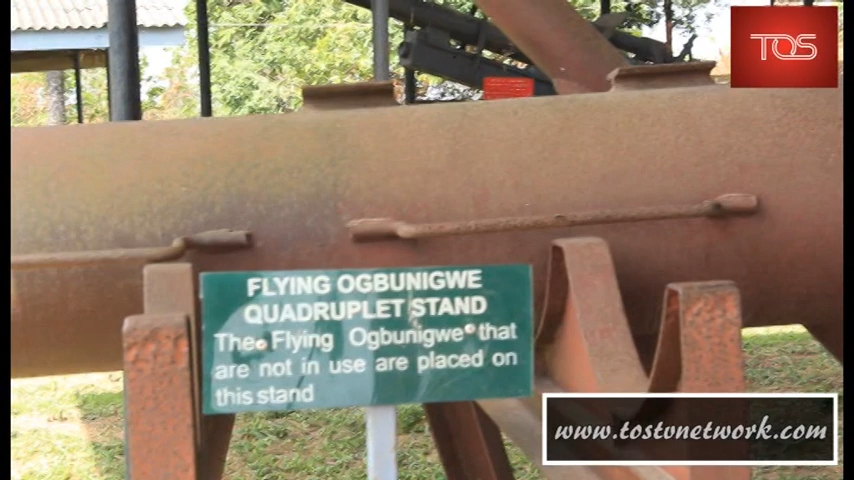 TOS
FLYING OGBUNIGWE
QUADRUPLET STAND
The Flying Ogbunigwe that
are not in use are placed on
this stand
www.tostvnetwork.com